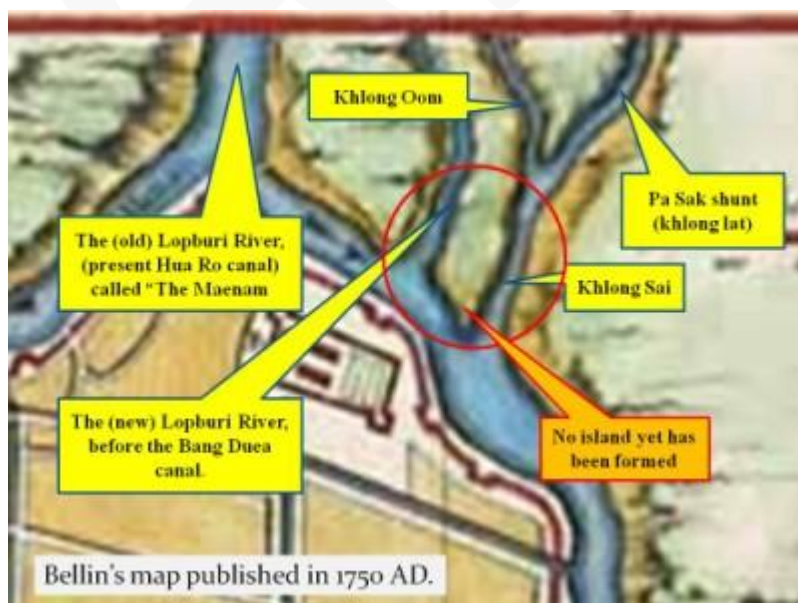 Khlong Oom
Pa Sak shunt
(khlong lat)
The (old) Lopburi River,
(present Hua Ro canal)
called “The Maenam
Khlong Sai
The (new) Lopburi River,
before the Bang Duea
canal.
No island yet has
been formed
Bellin's map published in 1750 AD.